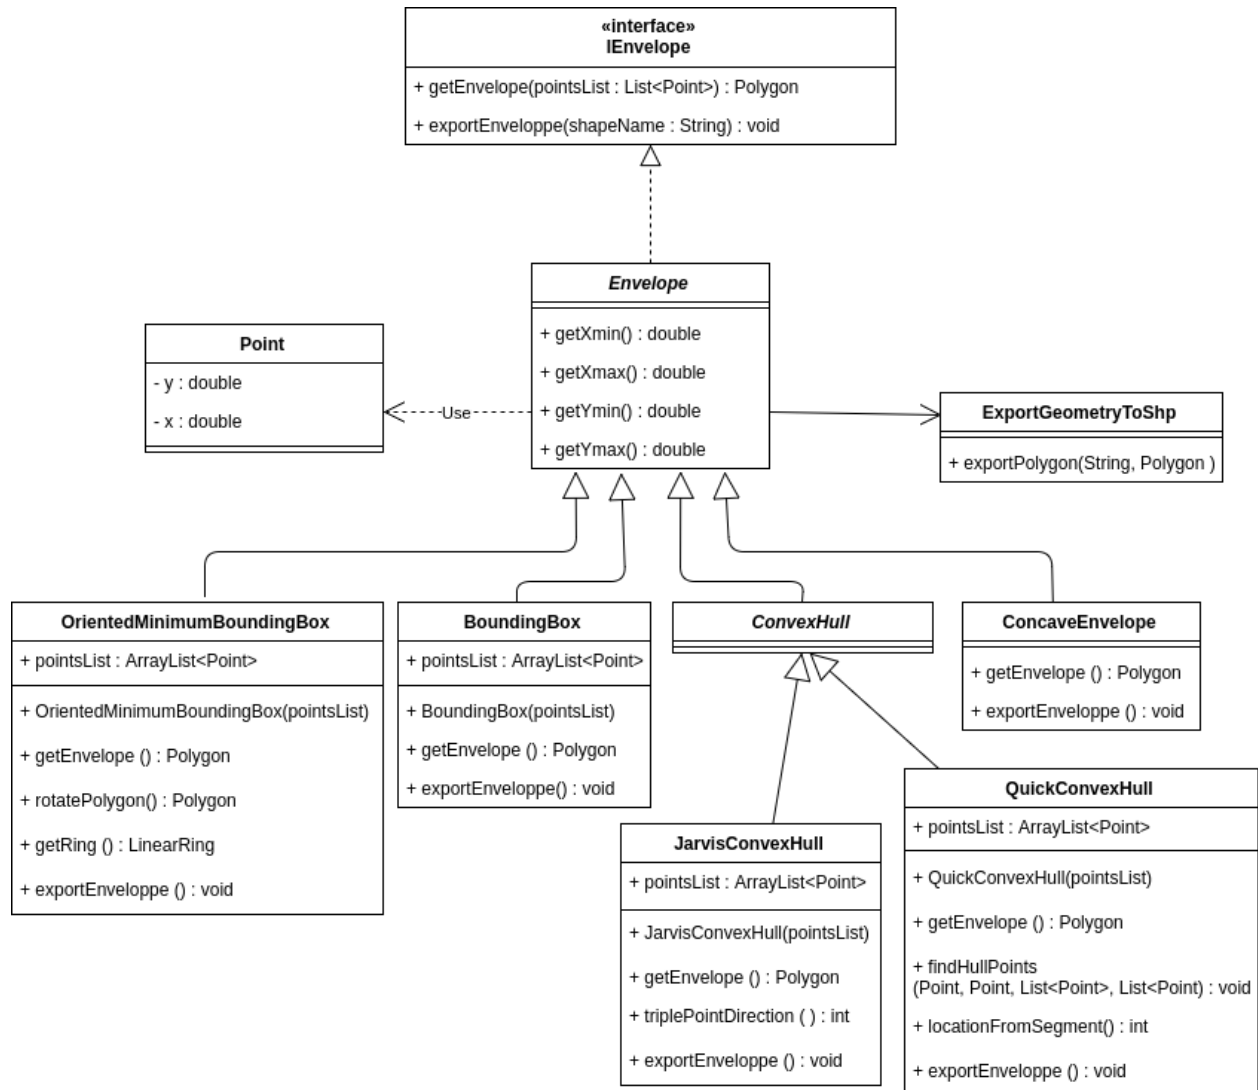 «interface»
IEnvelope
+ getEnvelope(pointsList : List<Point>) : Polygon
+ exportEnveloppe(shapeName : String) : void
Envelope
+ getXmin() : double
+ getXmax() : double
+ getYmin() : double
+ getYmax() : double
Point
- y : double
- x : double
Use
ExportGeometryToShp
+ exportPolygon(String, Polygon )
OrientedMinimumBoundingBox
+ pointsList : ArrayList<Point>
+ OrientedMinimumBoundingBox(pointsList)
+ getEnvelope () : Polygon
+ rotatePolygon() : Polygon
+ getRing () : LinearRing
+ exportEnveloppe () : void
BoundingBox
+ pointsList : ArrayList<Point>
+ BoundingBox(pointsList)
+ getEnvelope () : Polygon
+ exportEnveloppe() : void
ConvexHull
ConcaveEnvelope
+ getEnvelope () : Polygon
+ exportEnveloppe () : void
JarvisConvexHull
+ pointsList : ArrayList<Point>
+ JarvisConvexHull(pointsList)
+ getEnvelope () : Polygon
+ triplePointDirection ( ) : int
+ exportEnveloppe () : void
QuickConvexHull
+ pointsList : ArrayList<Point>
+ QuickConvexHull(pointsList)
+ getEnvelope () : Polygon
+ findHullPoints
(Point, Point, List<Point>, List<Point) : void
+ locationFromSegment() : int
+ exportEnveloppe () : void